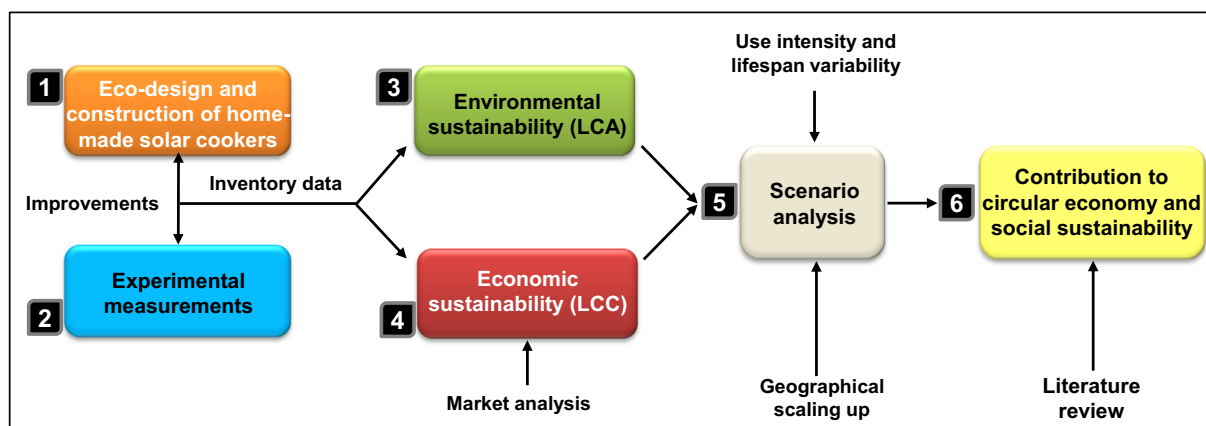 1
Eco-design and
construction of home-
made solar cookers
Improvements
Inventory data
2
Experimental
measurements
3
Environmental
sustainability (LCA)
4
Economic
sustainability (LCC)
Market analysis
Use intensity and
lifespan variability
5
Scenario
analysis
Geographical
scaling up
6
Contribution to
circular economy and
social sustainability
Literature
review